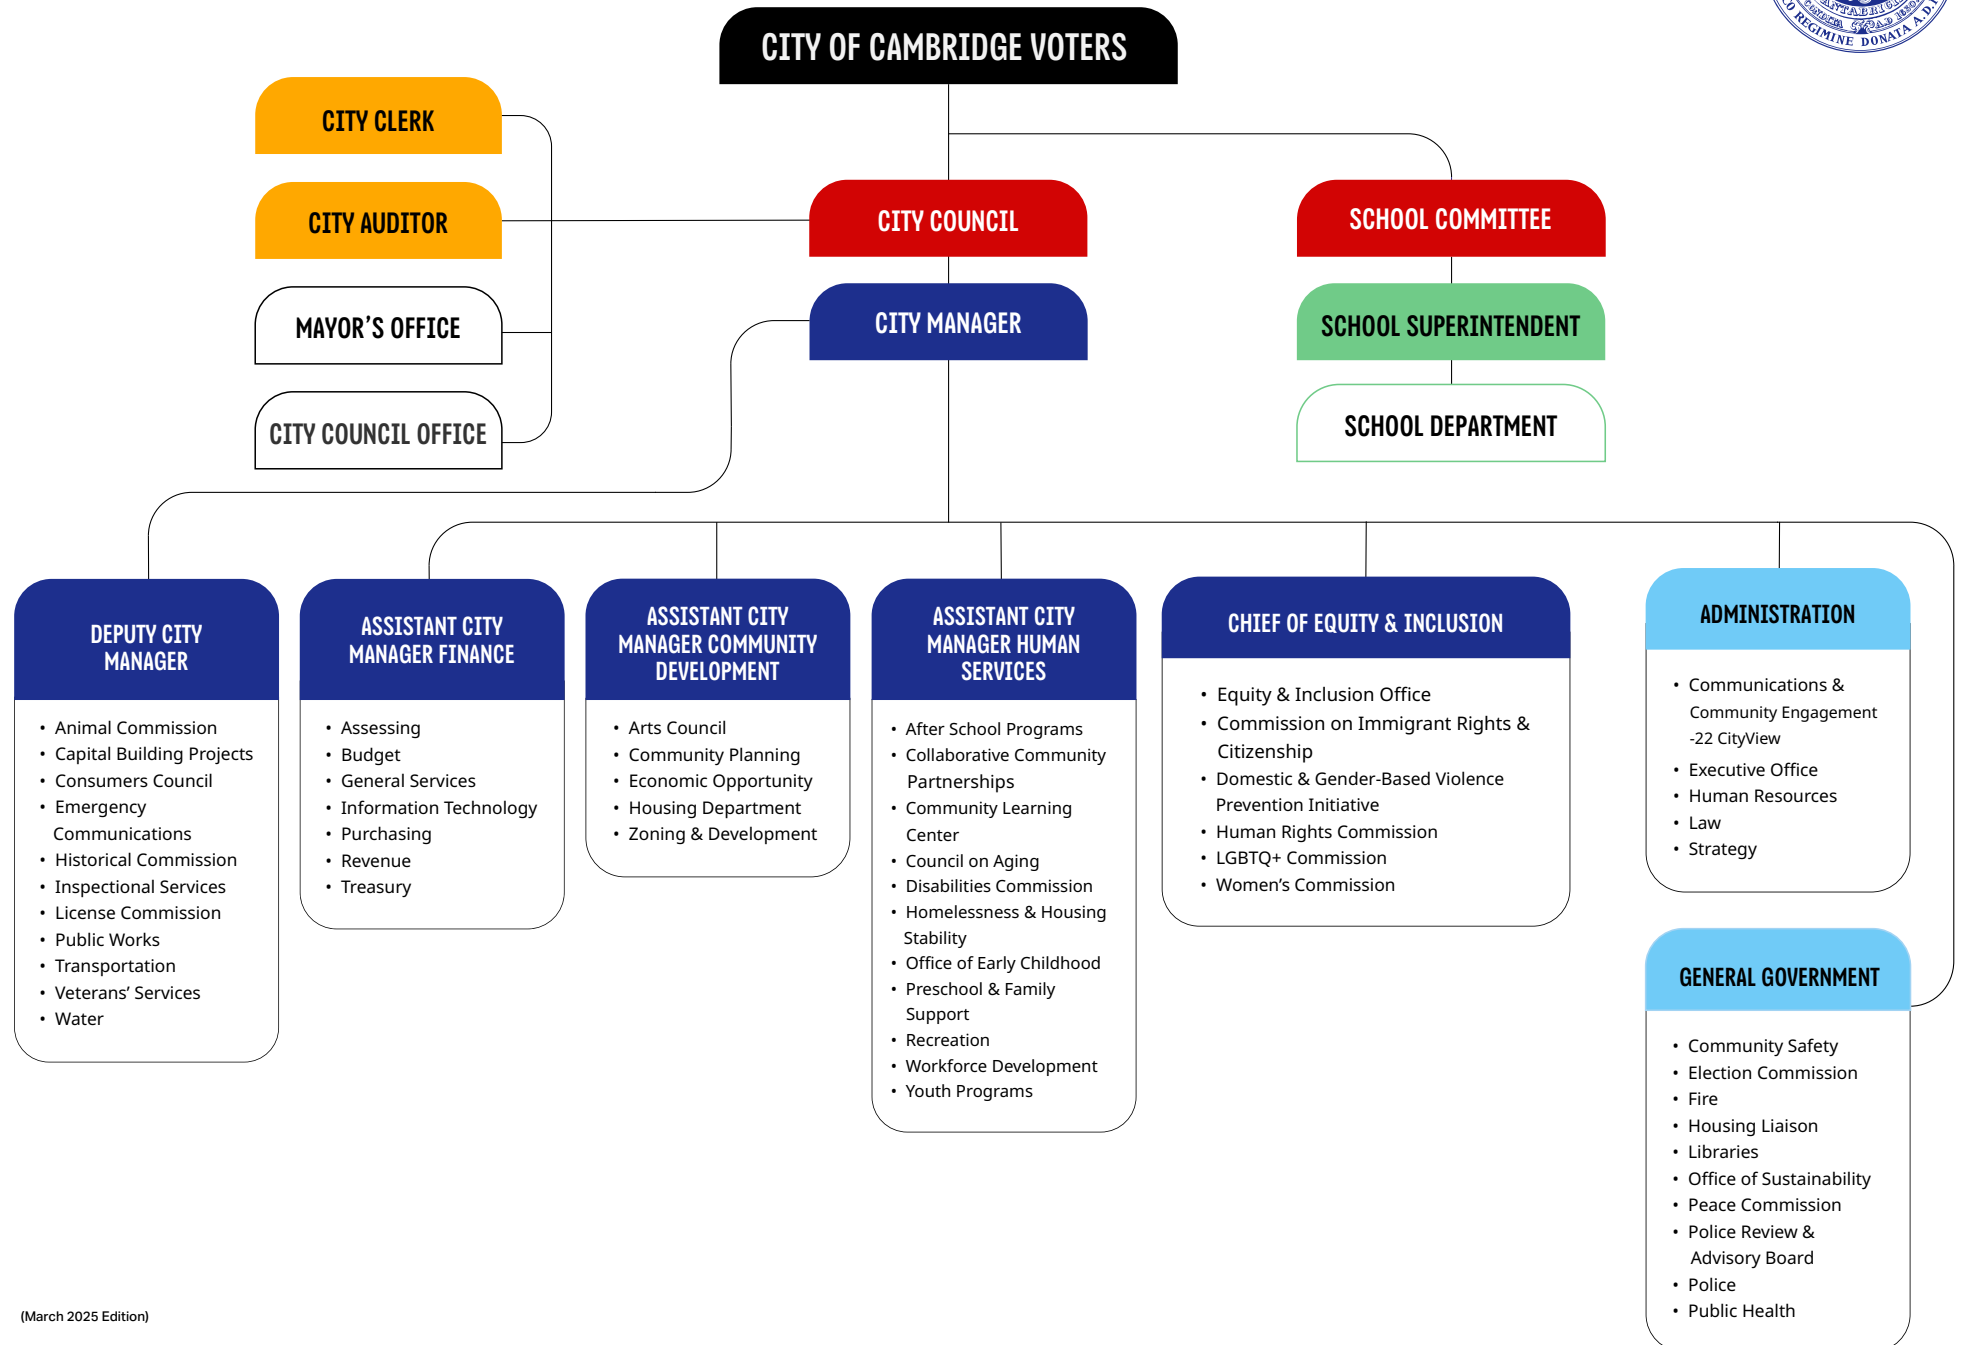 CITY OF CAMBRIDGE VOTERS
CANTABRIGIA
CONDITA A.D. 1630
REGIMINE DONATA A.D.
CITY CLERK
CITY AUDITOR
MAYOR’S OFFICE
CITY COUNCIL OFFICE
CITY COUNCIL
CITY MANAGER
SCHOOL COMMITTEE
SCHOOL SUPERINTENDENT
SCHOOL DEPARTMENT
DEPUTY CITY
MANAGER
• Animal Commission
• Capital Building Projects
• Consumers Council
• Emergency
Communications
• Historical Commission
• Inspectional Services
• License Commission
• Public Works
• Transportation
• Veterans’ Services
• Water
ASSISTANT CITY
MANAGER FINANCE
• Assessing
• Budget
• General Services
• Information Technology
• Purchasing
• Revenue
• Treasury
ASSISTANT CITY
MANAGER COMMUNITY
DEVELOPMENT
• Arts Council
• Community Planning
• Economic Opportunity
• Housing Department
• Zoning & Development
ASSISTANT CITY
MANAGER HUMAN
SERVICES
• After School Programs
• Collaborative Community
Partnerships
• Community Learning
Center
• Council on Aging
• Disabilities Commission
• Homelessness & Housing
Stability
• Office of Early Childhood
• Preschool & Family
Support
• Recreation
• Workforce Development
• Youth Programs
CHIEF OF EQUITY & INCLUSION
• Equity & Inclusion Office
• Commission on Immigrant Rights &
Citizenship
• Domestic & Gender-Based Violence
Prevention Initiative
• Human Rights Commission
• LGBTQ+ Commission
• Women’s Commission
ADMINISTRATION
• Communications &
Community Engagement
-22 CityView
• Executive Office
• Human Resources
• Law
• Strategy
GENERAL GOVERNMENT
• Community Safety
• Election Commission
• Fire
• Housing Liaison
• Libraries
• Office of Sustainability
• Peace Commission
• Police Review &
Advisory Board
• Police
• Public Health
(March 2025 Edition)